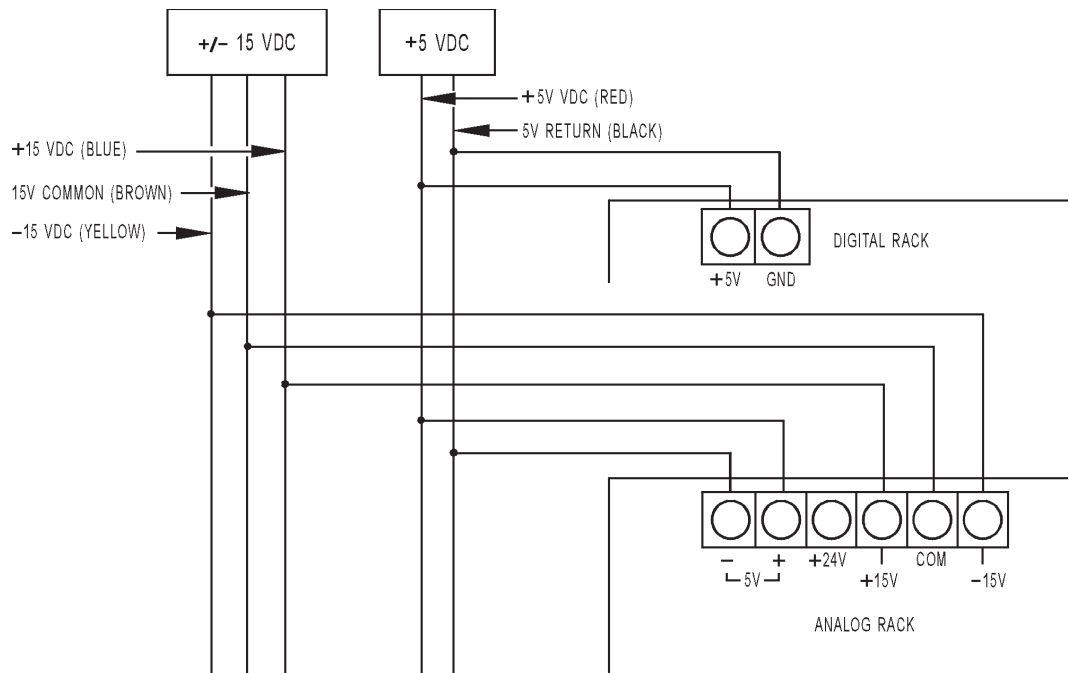 +/- 15 VDC
+5 VDC
+5V VDC (RED)
5V RETURN (BLACK)
+15 VDC (BLUE)
15V COMMON (BROWN)
–15 VDC (YELLOW)
DIGITAL RACK
+5V GND
– + +24V COM
5V +15V –15V
ANALOG RACK